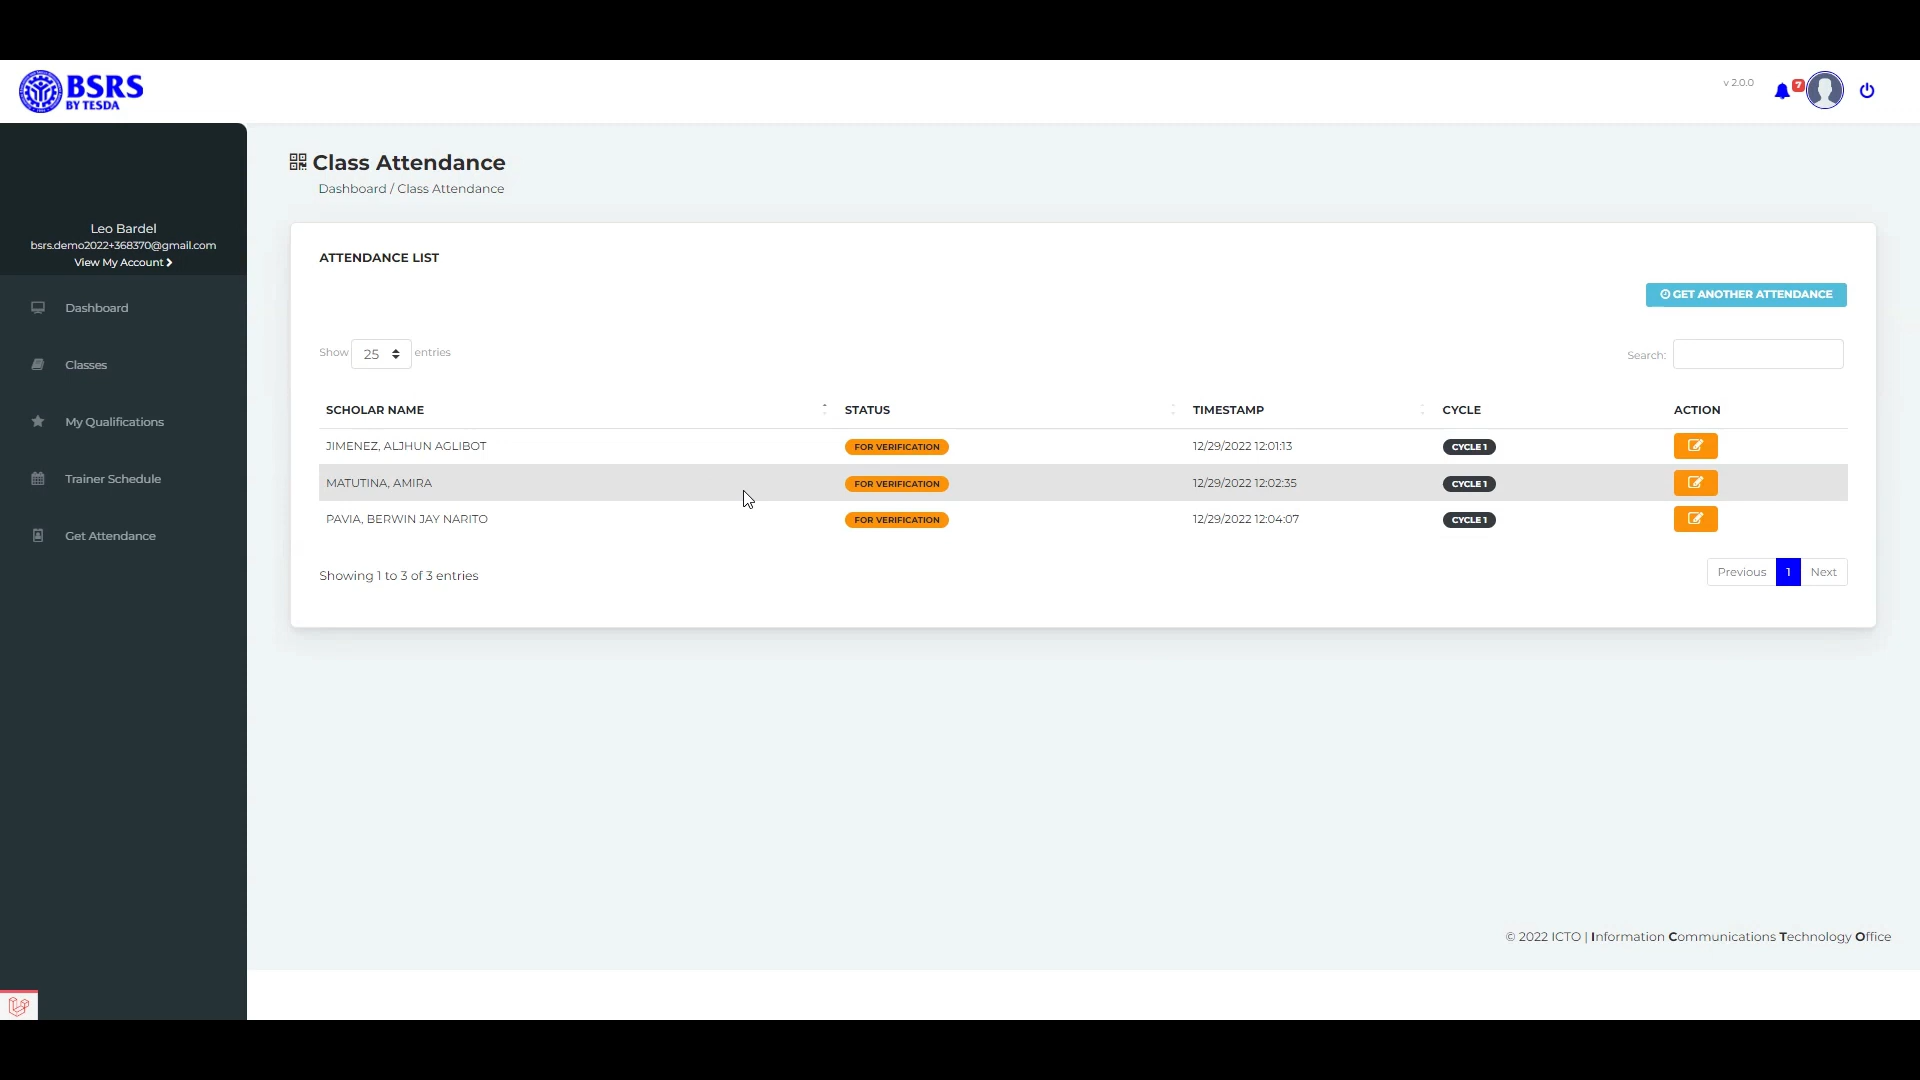 BSRS
BY TESDA
v 2.0.0
7
Leo Bardel
bsrs.demo2022+368370@gmail.com
View My Account
Dashboard
Classes
My Qualifications
Trainer Schedule
Get Attendance
Class Attendance
Dashboard / Class Attendance
ATTENDANCE LIST
GET ANOTHER ATTENDANCE
Show 25 entries
Search:
SCHOLAR NAME STATUS TIMESTAMP CYCLE ACTION
JIMENEZ, ALJHUN AGLIBOT FOR VERIFICATION 12/29/2022 12:01:13 CYCLE 1
MATUTINA, AMIRA FOR VERIFICATION 12/29/2022 12:02:35 CYCLE 1
PAVIA, BERWIN JAY NARITO FOR VERIFICATION 12/29/2022 12:04:07 CYCLE 1
Showing 1 to 3 of 3 entries
Previous 1 Next
© 2022 ICTO | Information Communications Technology Office